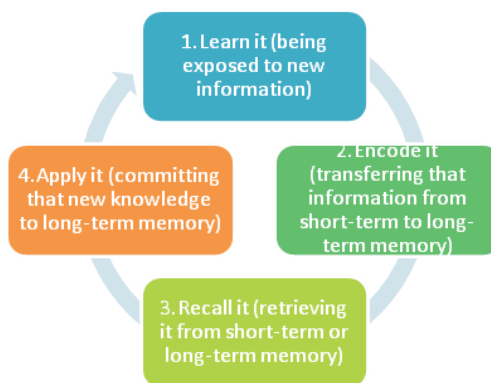 1. Learn it (being
exposed to new
information)
2. Encode it
(transferring that
information from
short-term to long-
term memory)
3. Recall it (retrieving
it from short-term or
long-term memory)
4. Apply it (committing
that new knowledge
to long-term memory)